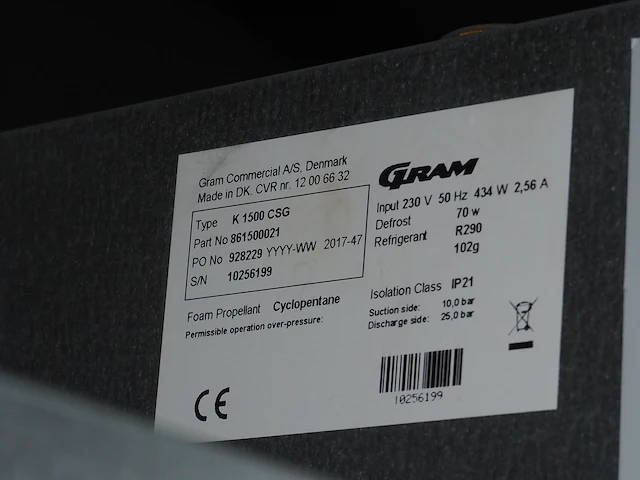 Gram Commercial A/S, Denmark
Made in DK. CVR nr. 12 00 66 32
Type K 1500 CSG
Part No 861500021
PO No 928229 YYYY-WW 2017-47
S/N 10256199
Foam Propellant Cyclopentane
Permissible operation over-pressure:
CE
GRAM
Input 230 V 50 Hz 434 W 2,56 A
Defrost 70 w
Refrigerant R290
102g
Isolation Class IP21
Suction side: 10,0 bar
Discharge side: 25,0 bar
10256199